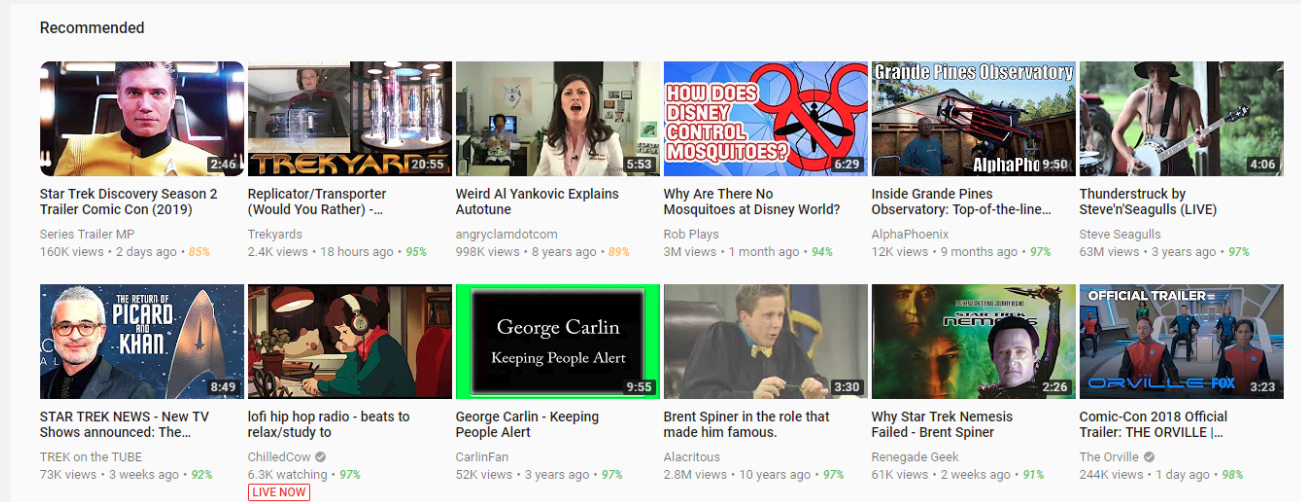 Recommended
Grande Pines Observatory
HOW DOES
DISNEY
CONTROL
MOSQUITOES?
TREKYAR
AlphaPho
2:46
20:55
5:53
6:29
9:50
4:06
Star Trek Discovery Season 2
Trailer Comic Con (2019)
Series Trailer MP
160K views • 2 days ago • 85%
Replicator/Transporter
(Would You Rather) -...
Trekyards
2.4K views • 18 hours ago • 95%
Weird Al Yankovic Explains
Autotune
angryclamdotcom
998K views • 8 years ago • 89%
Why Are There No
Mosquitoes at Disney World?
Rob Plays
3M views • 1 month ago • 94%
Inside Grande Pines
Observatory: Top-of-the-line...
AlphaPhoenix
12K views • 9 months ago • 97%
Thunderstruck by
Steve'n'Seagulls (LIVE)
Steve Seagulls
63M views • 3 years ago • 97%
THE RETURN OF
PICARD
AND
KHAN
8:49
George Carlin
Keeping People Alert
9:55
3:30
STAR TREK
NEMESIS
2:26
OFFICIAL TRAILER
ORVILLE FOX
3:23
STAR TREK NEWS - New TV
Shows announced: The...
TREK on the TUBE
73K views • 3 weeks ago • 92%
lofi hip hop radio - beats to
relax/study to
ChilledCow
6.3K watching • 97%
LIVE NOW
George Carlin - Keeping
People Alert
CarlinFan
52K views • 3 years ago • 97%
Brent Spiner in the role that
made him famous.
Alacritous
2.8M views • 10 years ago • 97%
Why Star Trek Nemesis
Failed - Brent Spiner
Renegade Geek
61K views • 2 weeks ago • 91%
Comic-Con 2018 Official
Trailer: THE ORVILLE |...
The Orville
244K views • 1 day ago • 98%